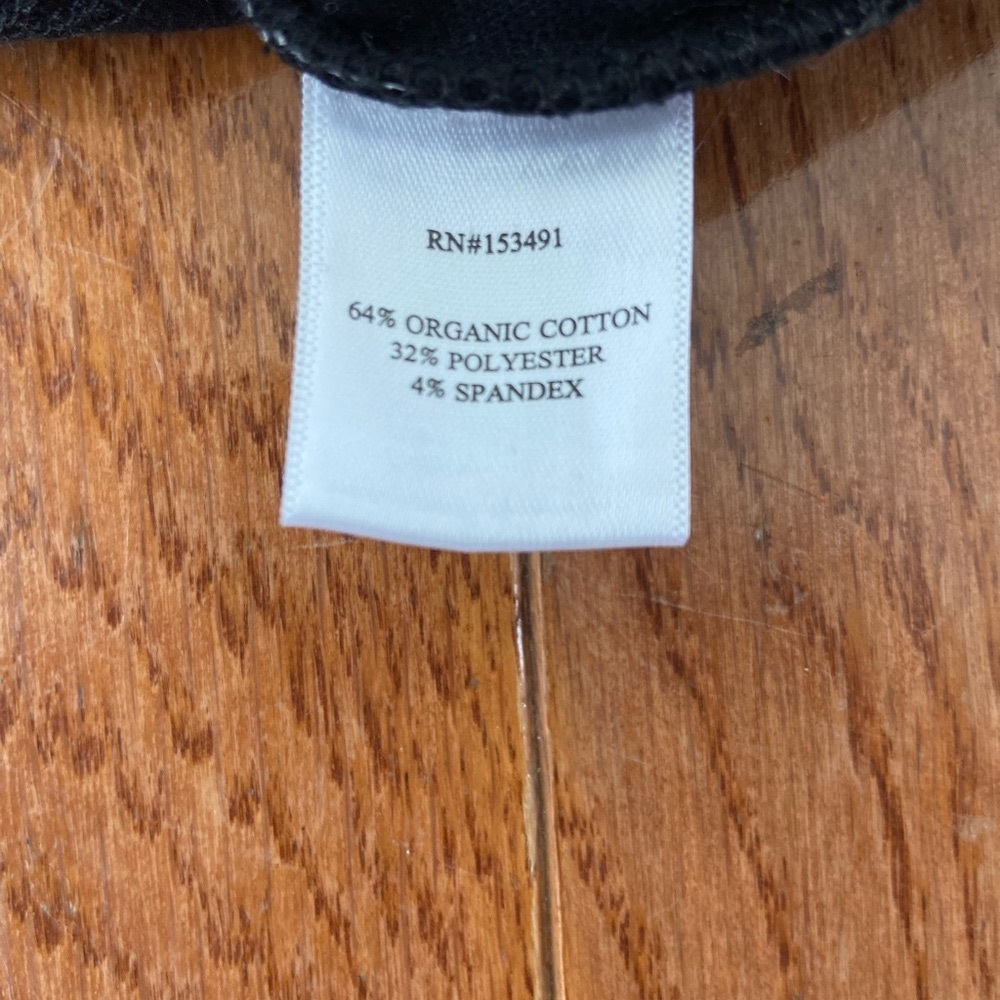 RN#153491
64% ORGANIC COTTON
32% POLYESTER
4% SPANDEX